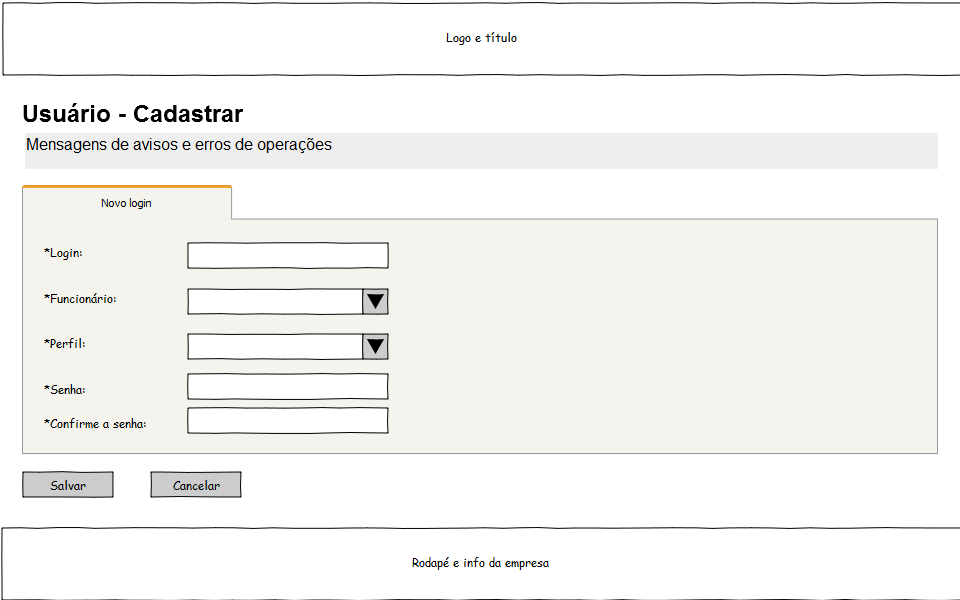 Logo e título
Usuário - Cadastrar
Mensagens de avisos e erros de operações
Novo login
*Login:
*Funcionário:
*Perfil:
*Senha:
*Confirme a senha:
Salvar
Cancelar
Rodapé e info da empresa